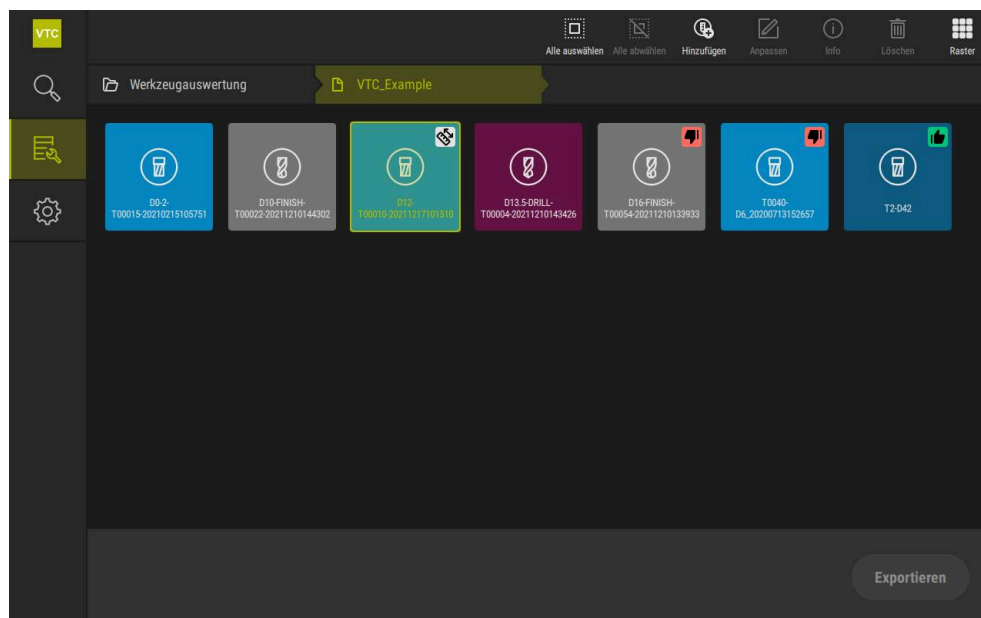 VTC
Alle auswählen Alle abwählen Hinzufügen Anpassen Info Löschen Raster
Werkzeugauswertung VTC_Example
D0-2-
T00015-20210215105751
D10-FINISH-
T00022-20211210144302
D12-
T00010-20211217101510
D13.5-DRILL-
T00004-20211210143426
D16-FINISH-
T00054-20211210133933
T0040-
D6_20200713152657
T2-D42
Exportieren